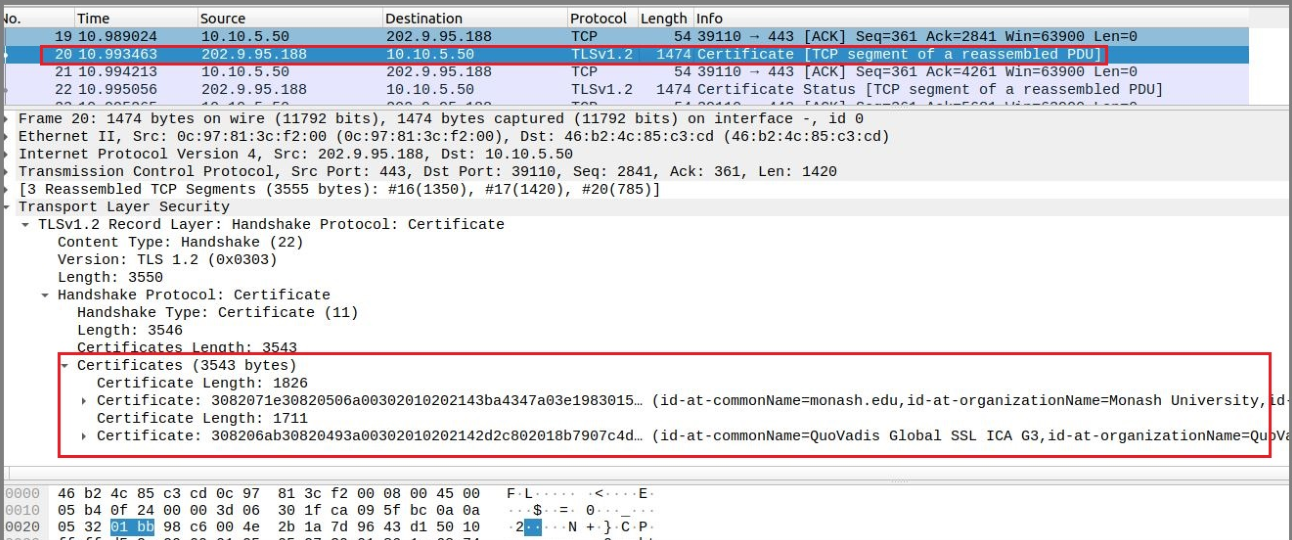 No. Time Source Destination Protocol Length Info
19 10.989024 10.10.5.50 202.9.95.188 TCP 54 39110 → 443 [ACK] Seq=361 Ack=2841 Win=63900 Len=0
20 10.993463 202.9.95.188 10.10.5.50 TLSv1.2 1474 Certificate [TCP segment of a reassembled PDU]
21 10.994213 10.10.5.50 202.9.95.188 TCP 54 39110 → 443 [ACK] Seq=361 Ack=4261 Win=63900 Len=0
22 10.995056 202.9.95.188 10.10.5.50 TLSv1.2 1474 Certificate Status [TCP segment of a reassembled PDU]
Frame 20: 1474 bytes on wire (11792 bits), 1474 bytes captured (11792 bits) on interface -, id 0
Ethernet II, Src: 0c:97:81:3c:f2:00 (0c:97:81:3c:f2:00), Dst: 46:b2:4c:85:c3:cd (46:b2:4c:85:c3:cd)
Internet Protocol Version 4, Src: 202.9.95.188, Dst: 10.10.5.50
Transmission Control Protocol, Src Port: 443, Dst Port: 39110, Seq: 2841, Ack: 361, Len: 1420
[3 Reassembled TCP Segments (3555 bytes): #16(1350), #17(1420), #20(785)]
Transport Layer Security
TLSv1.2 Record Layer: Handshake Protocol: Certificate
Content Type: Handshake (22)
Version: TLS 1.2 (0x0303)
Length: 3550
Handshake Protocol: Certificate
Handshake Type: Certificate (11)
Length: 3546
Certificates Length: 3543
Certificates (3543 bytes)
Certificate Length: 1826
Certificate: 3082071e30820506a00302010202143ba4347a03e1983015… (id-at-commonName=monash.edu,id-at-organizationName=Monash University,id-
Certificate Length: 1711
Certificate: 308206ab30820493a00302010202142d2c802018b7907c4d… (id-at-commonName=QuoVadis Global SSL ICA G3,id-at-organizationName=QuoVa
0000 46 b2 4c 85 c3 cd 0c 97 81 3c f2 00 08 00 45 00 F·L····· ·<····E·
0010 05 b4 0f 24 00 00 3d 06 30 1f ca 09 5f bc 0a 0a ···$··=· 0···_···
0020 05 32 01 bb 98 c6 00 4e 2b 1a 7d 96 43 d1 50 10 ·2·····N +·}·C·P·